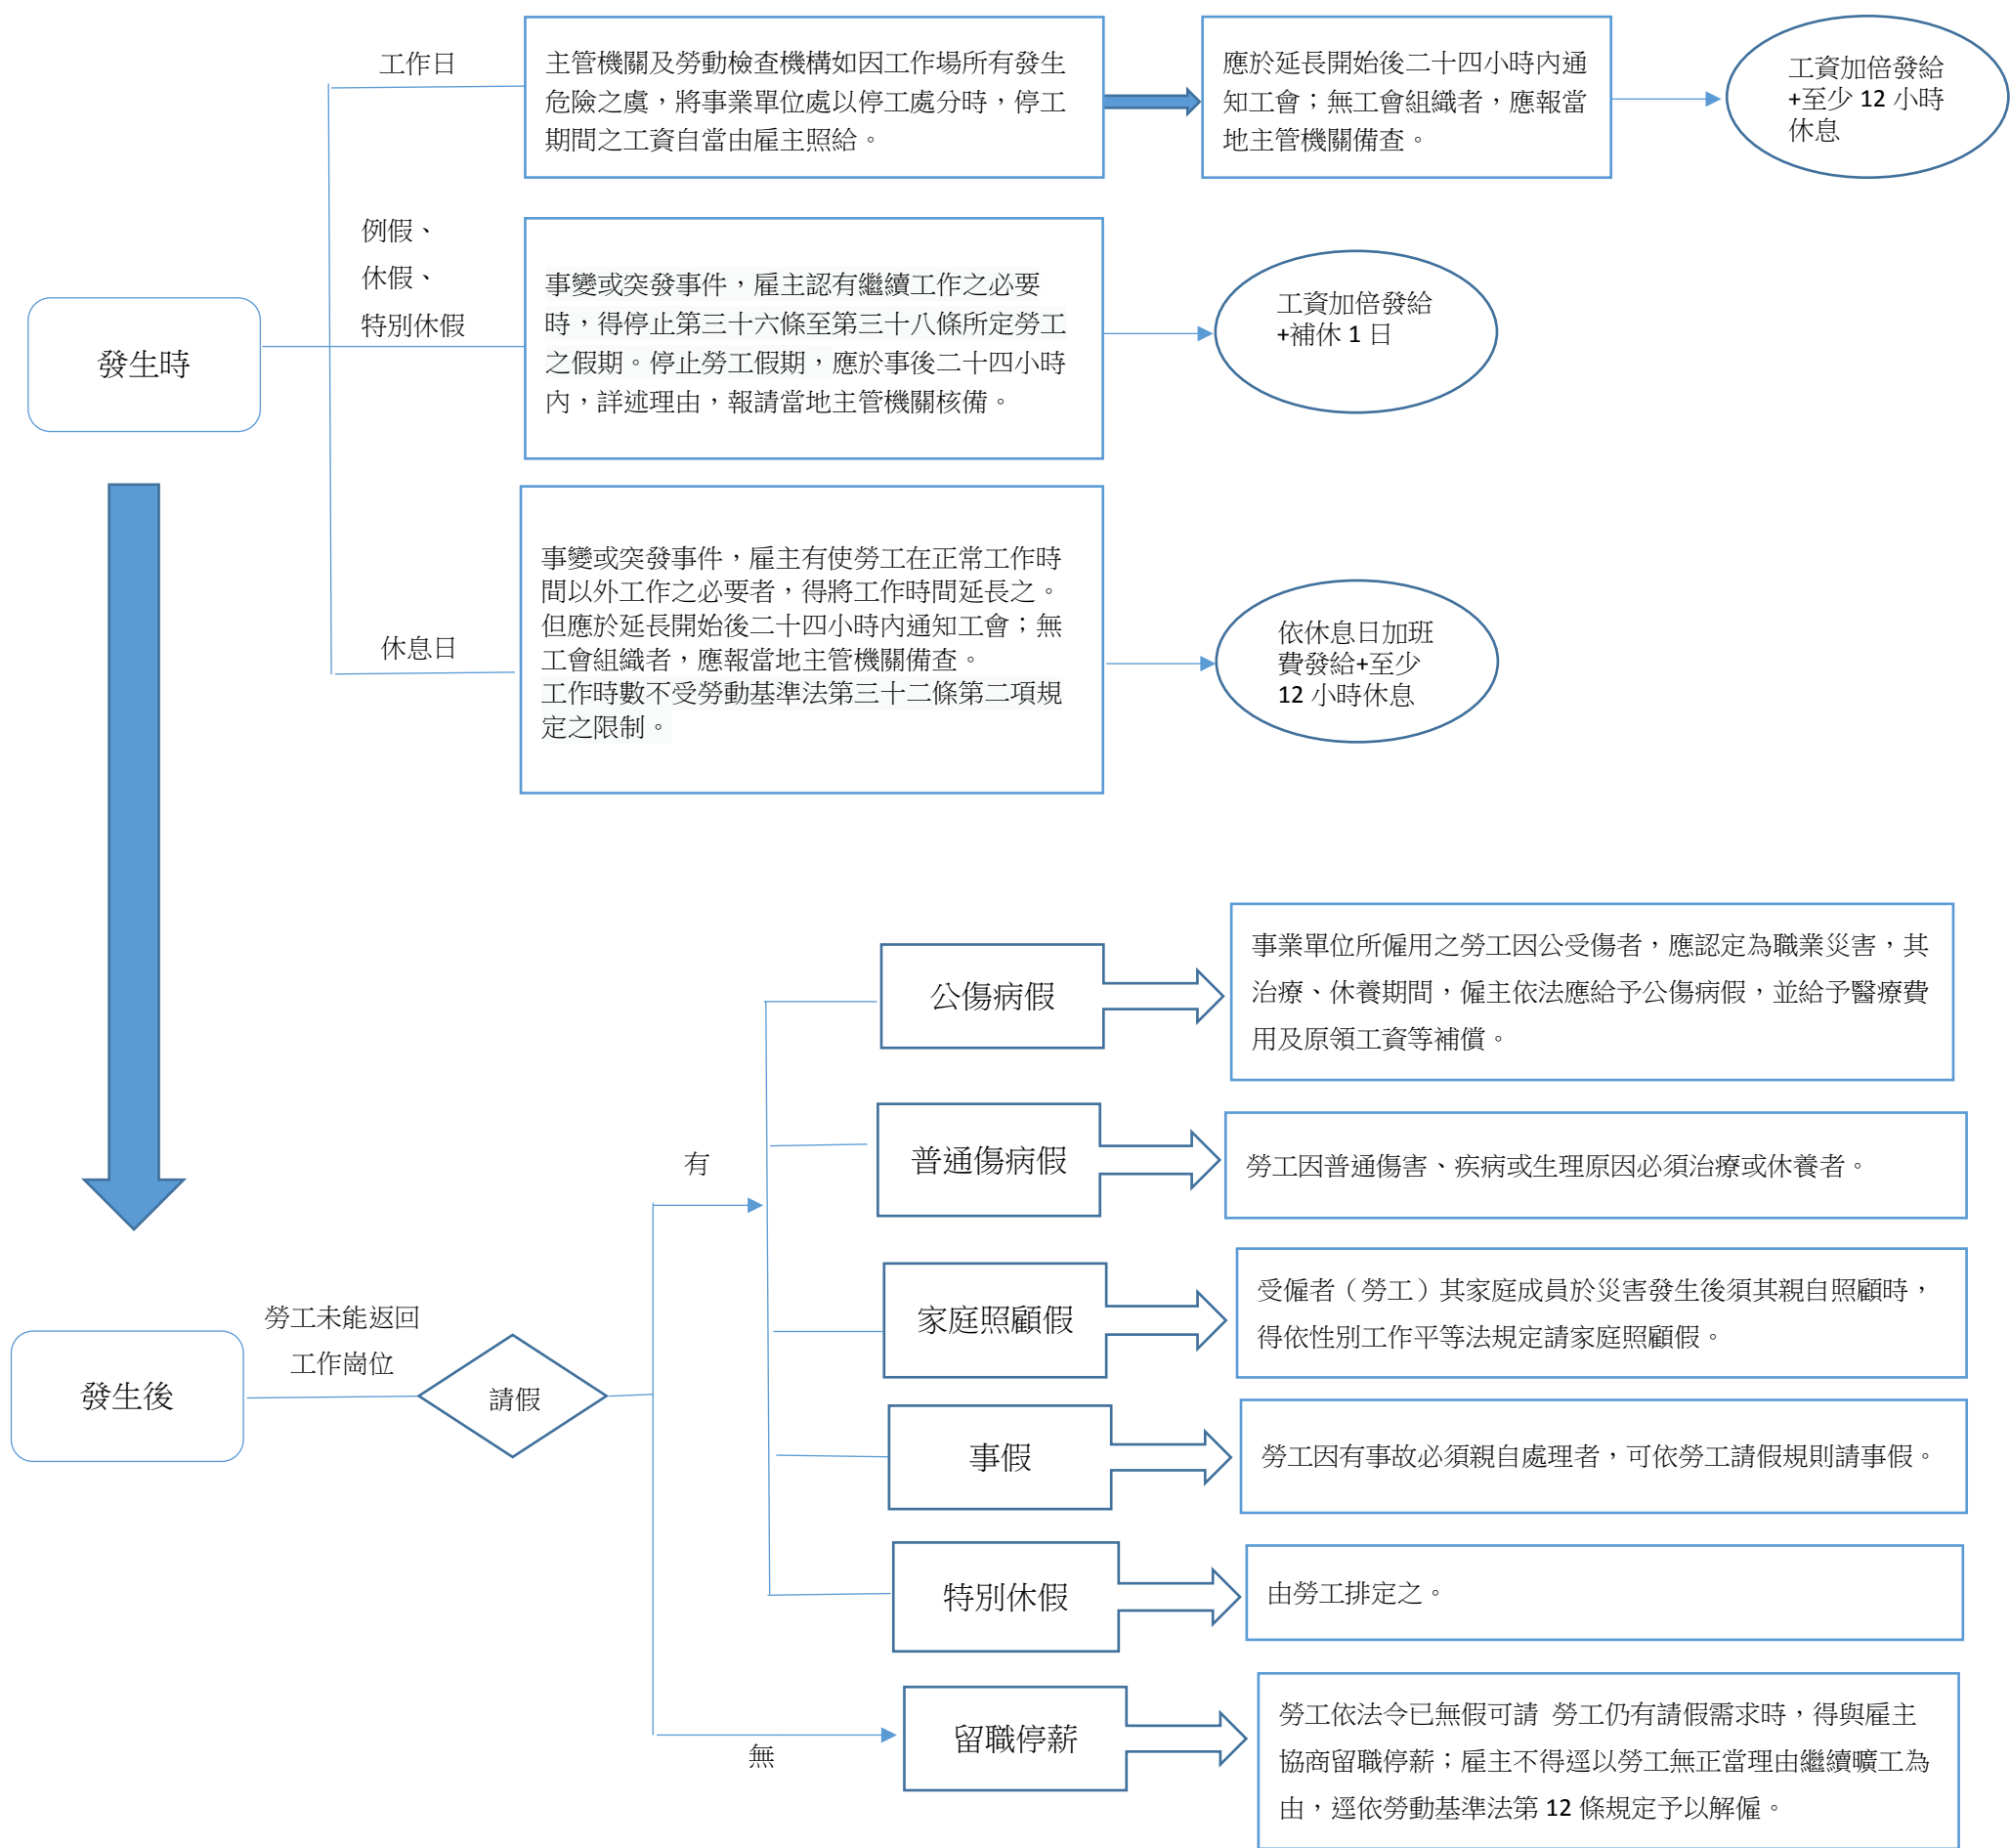 工作日
主管機關及勞動檢查機構如因工作場所有發生
危險之虞，將事業單位處以停工處分時，停工
期間之工資自當由雇主照給。
應於延長開始後二十四小時內通
知工會；無工會組織者，應報當
地主管機關備查。
工資加倍發給
+至少 12 小時
休息
發生時
例假、
休假、
特別休假
事變或突發事件，雇主認有繼續工作之必要
時，得停止第三十六條至第三十八條所定勞工
之假期。停止勞工假期，應於事後二十四小時
內，詳述理由，報請當地主管機關核備。
工資加倍發給
+補休 1 日
休息日
事變或突發事件，雇主有使勞工在正常工作時
間以外工作之必要者，得將工作時間延長之。
但應於延長開始後二十四小時內通知工會；無
工會組織者，應報當地主管機關備查。
工作時數不受勞動基準法第三十二條第二項規
定之限制。
依休息日加班
費發給+至少
12 小時休息
發生後
勞工未能返回
工作崗位
請假
有
公傷病假
事業單位所僱用之勞工因公受傷者，應認定為職業災害，其
治療、休養期間，僱主依法應給予公傷病假，並給予醫療費
用及原領工資等補償。
普通傷病假
勞工因普通傷害、疾病或生理原因必須治療或休養者。
家庭照顧假
受僱者（勞工）其家庭成員於災害發生後須其親自照顧時，
得依性別工作平等法規定請家庭照顧假。
事假
勞工因有事故必須親自處理者，可依勞工請假規則請事假。
特別休假
由勞工排定之。
無
留職停薪
勞工依法令已無假可請 勞工仍有請假需求時，得與雇主
協商留職停薪；雇主不得逕以勞工無正當理由繼續曠工為
由，逕依勞動基準法第 12 條規定予以解僱。